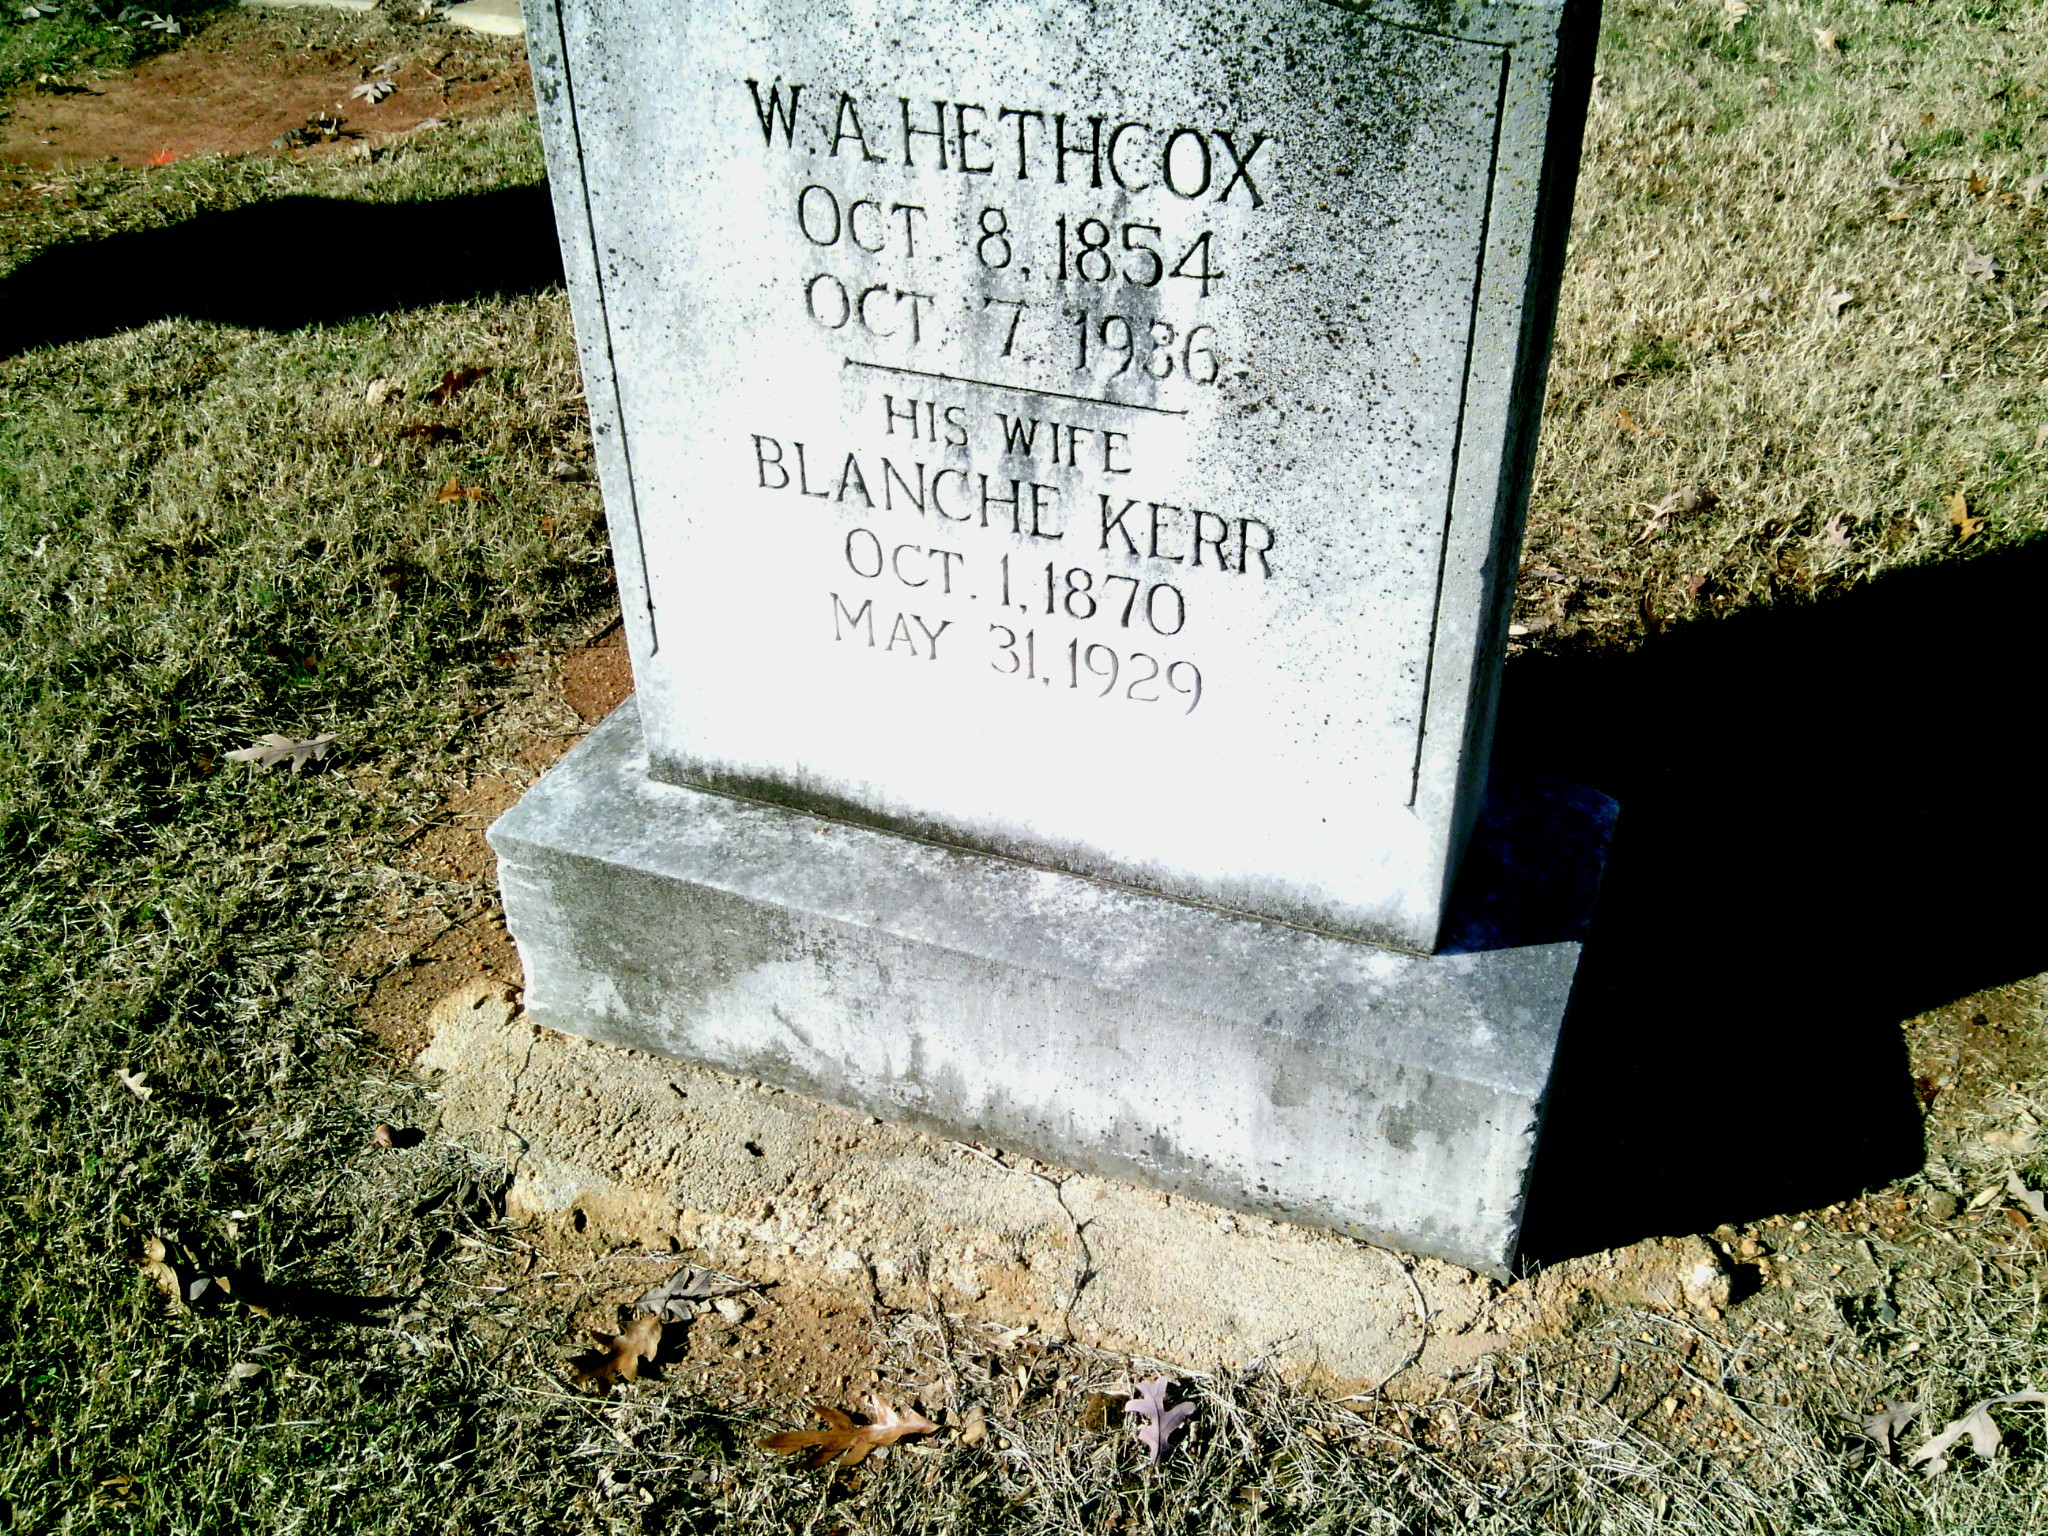 W. A. HETHCOX
OCT. 8, 1854
OCT. 7, 1936
HIS WIFE
BLANCHE KERR
OCT. 1, 1870
MAY 31, 1929